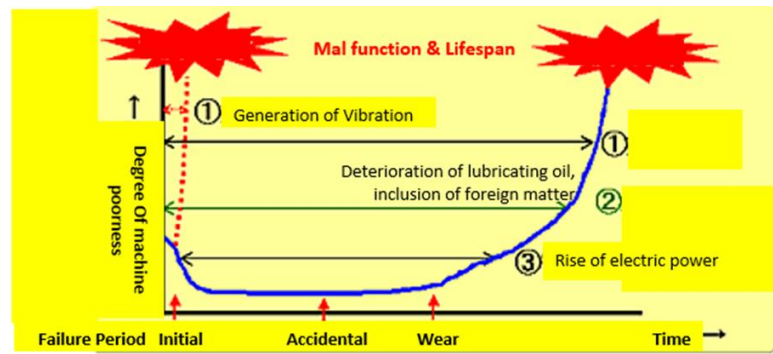 Mal function & Lifespan
① Generation of Vibration
①
Deterioration of lubricating oil,
inclusion of foreign matter
②
③ Rise of electric power
↑
Degree of machine
poorness
Failure Period Initial Accidental Wear Time →